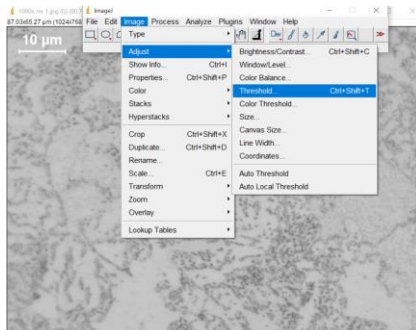 ImageJ
File Edit Image Process Analyze Plugins Window Help
10 µm
Type
Adjust
Show Info... Ctrl+I
Properties... Ctrl+Shift+P
Color
Stacks
Hyperstacks
Crop Ctrl+Shift+X
Duplicate... Ctrl+Shift+D
Rename...
Scale... Ctrl+E
Transform
Zoom
Overlay
Lookup Tables
Brightness/Contrast... Ctrl+Shift+C
Window/Level...
Color Balance...
Threshold... Ctrl+Shift+T
Color Threshold...
Size...
Canvas Size...
Line Width...
Coordinates...
Auto Threshold
Auto Local Threshold